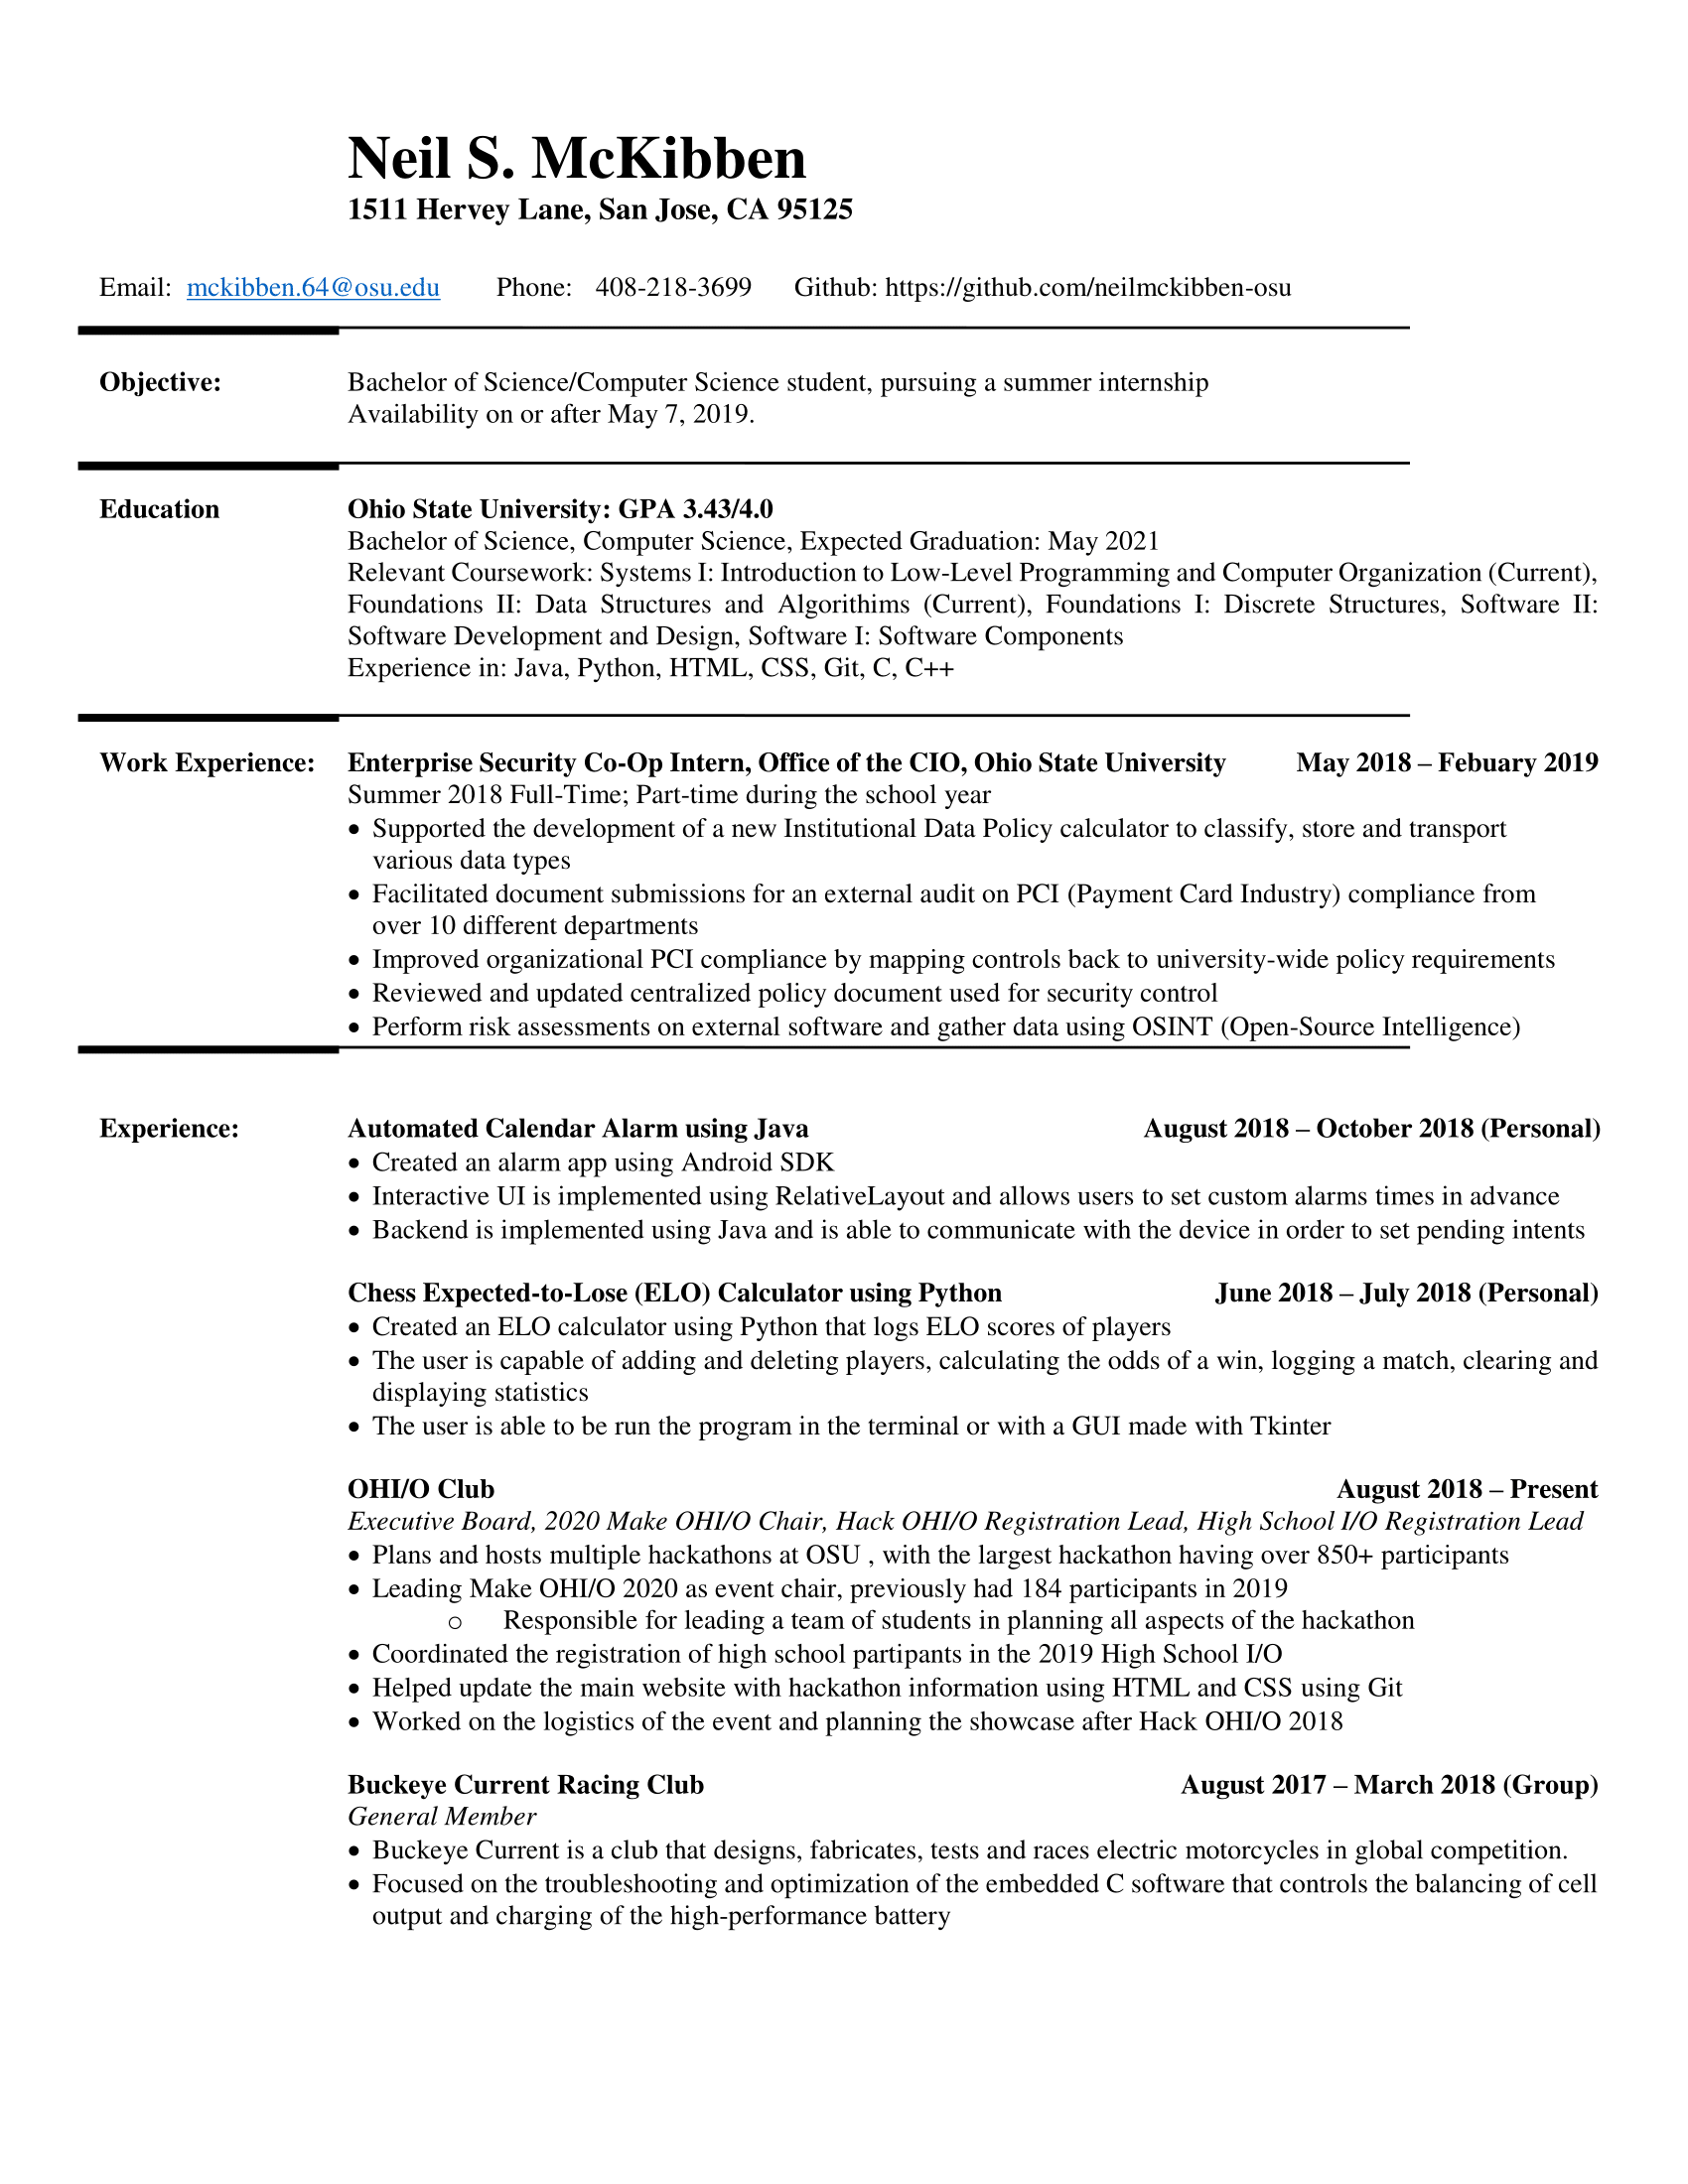 Neil S. McKibben
1511 Hervey Lane, San Jose, CA 95125
Email: mckibben.64@osu.edu Phone: 408-218-3699 Github: https://github.com/neilmckibben-osu
Objective: Bachelor of Science/Computer Science student, pursuing a summer internship
Availability on or after May 7, 2019.
Education Ohio State University: GPA 3.43/4.0
Bachelor of Science, Computer Science, Expected Graduation: May 2021
Relevant Coursework: Systems I: Introduction to Low-Level Programming and Computer Organization (Current),
Foundations II: Data Structures and Algorithims (Current), Foundations I: Discrete Structures, Software II:
Software Development and Design, Software I: Software Components
Experience in: Java, Python, HTML, CSS, Git, C, C++
Work Experience: Enterprise Security Co-Op Intern, Office of the CIO, Ohio State University May 2018 – Febuary 2019
Summer 2018 Full-Time; Part-time during the school year
• Supported the development of a new Institutional Data Policy calculator to classify, store and transport
various data types
• Facilitated document submissions for an external audit on PCI (Payment Card Industry) compliance from
over 10 different departments
• Improved organizational PCI compliance by mapping controls back to university-wide policy requirements
• Reviewed and updated centralized policy document used for security control
• Perform risk assessments on external software and gather data using OSINT (Open-Source Intelligence)
Experience: Automated Calendar Alarm using Java August 2018 – October 2018 (Personal)
• Created an alarm app using Android SDK
• Interactive UI is implemented using RelativeLayout and allows users to set custom alarms times in advance
• Backend is implemented using Java and is able to communicate with the device in order to set pending intents
Chess Expected-to-Lose (ELO) Calculator using Python June 2018 – July 2018 (Personal)
• Created an ELO calculator using Python that logs ELO scores of players
• The user is capable of adding and deleting players, calculating the odds of a win, logging a match, clearing and
displaying statistics
• The user is able to be run the program in the terminal or with a GUI made with Tkinter
OHI/O Club August 2018 – Present
Executive Board, 2020 Make OHI/O Chair, Hack OHI/O Registration Lead, High School I/O Registration Lead
• Plans and hosts multiple hackathons at OSU , with the largest hackathon having over 850+ participants
• Leading Make OHI/O 2020 as event chair, previously had 184 participants in 2019
o Responsible for leading a team of students in planning all aspects of the hackathon
• Coordinated the registration of high school partipants in the 2019 High School I/O
• Helped update the main website with hackathon information using HTML and CSS using Git
• Worked on the logistics of the event and planning the showcase after Hack OHI/O 2018
Buckeye Current Racing Club August 2017 – March 2018 (Group)
General Member
• Buckeye Current is a club that designs, fabricates, tests and races electric motorcycles in global competition.
• Focused on the troubleshooting and optimization of the embedded C software that controls the balancing of cell
output and charging of the high-performance battery